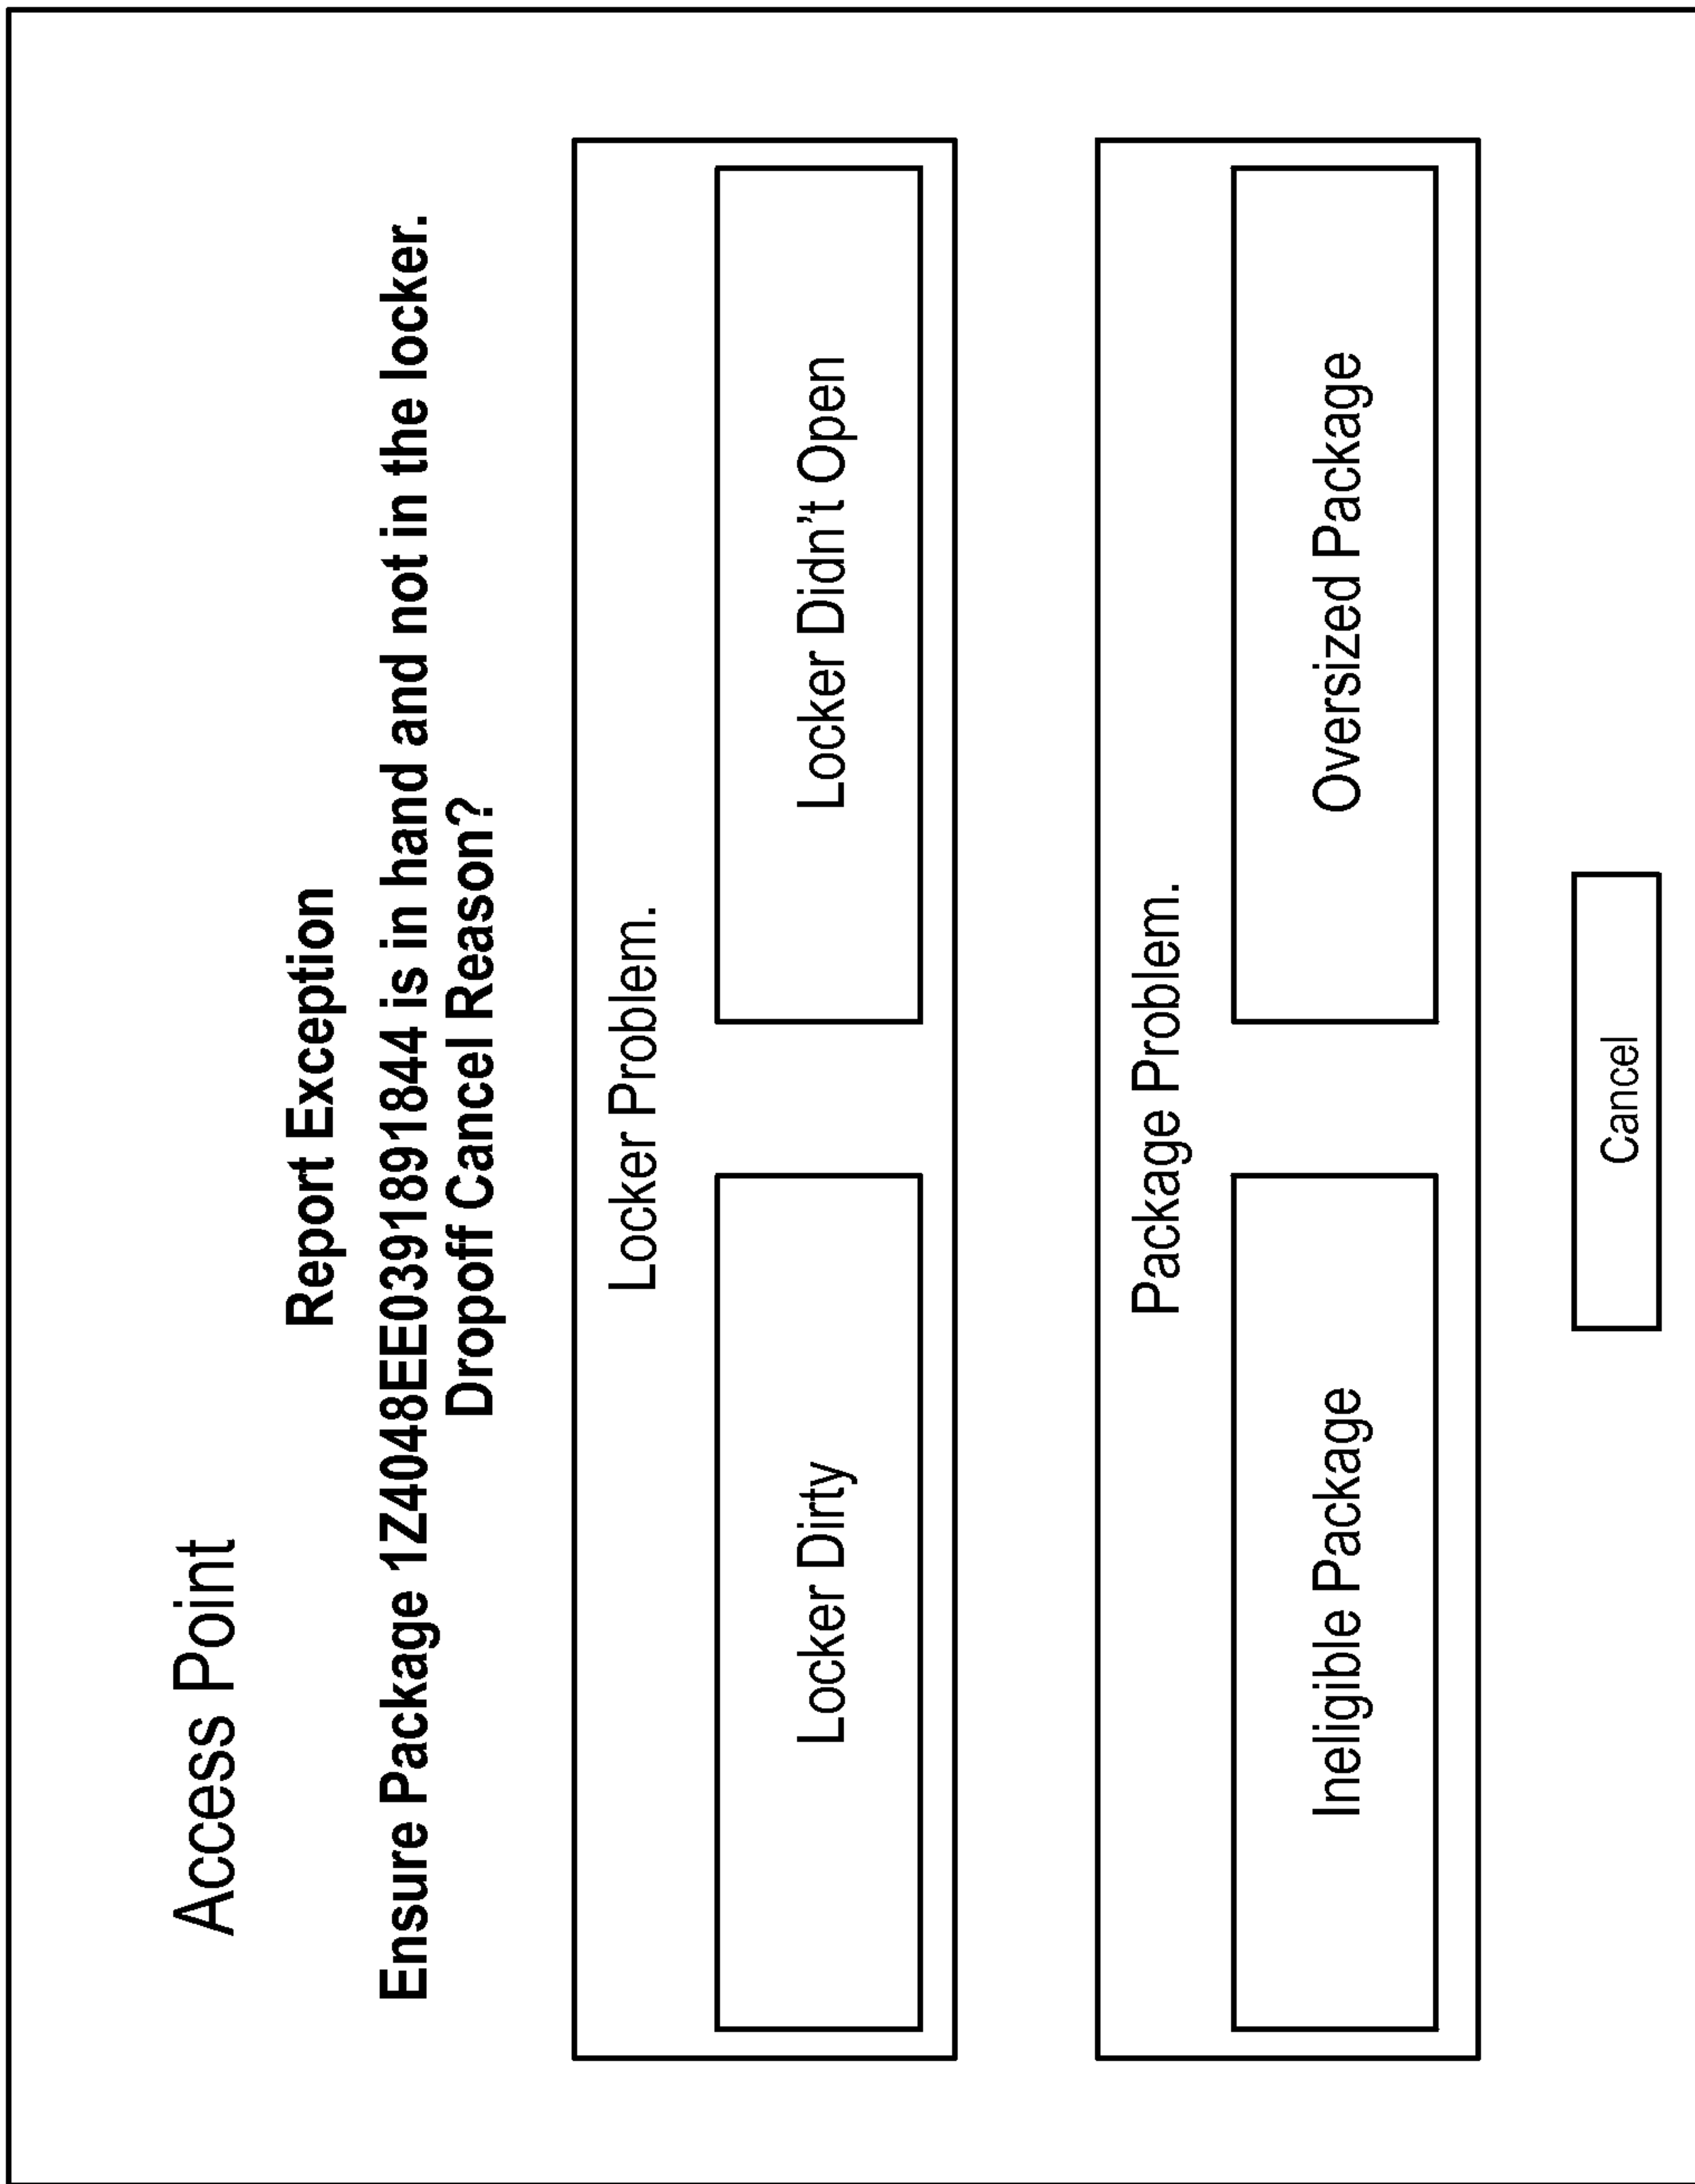 Access Point
Report Exception
Ensure Package 1Z4048EE0391891844 is in hand and not in the locker.
Dropoff Cancel Reason?
Locker Problem.
Locker Dirty
Locker Didn't Open
Package Problem.
Ineligible Package
Oversized Package
Cancel